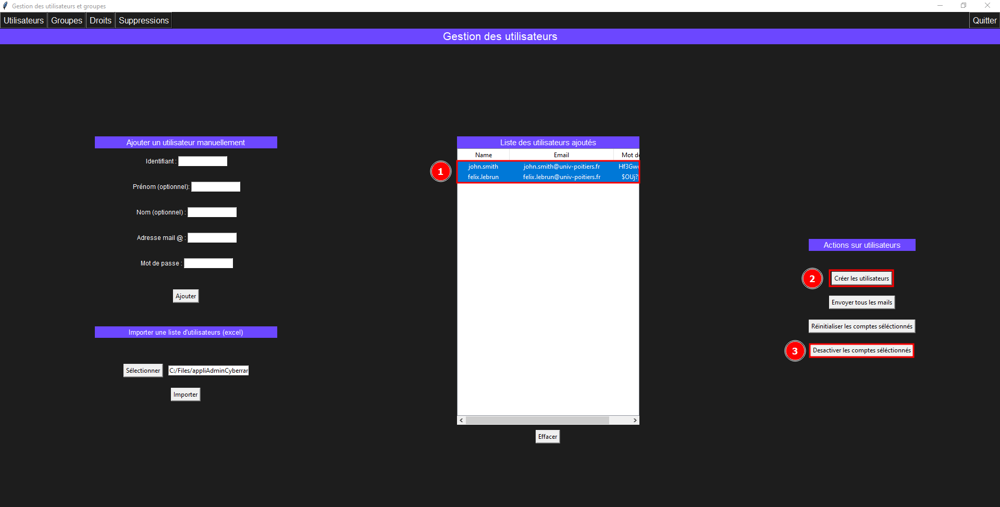 Gestion des utilisateurs et groupes
Utilisateurs Groupes Droits Suppressions Quitter
Gestion des utilisateurs
Ajouter un utilisateur manuellement
Identifiant :
Prénom (optionnel):
Nom (optionnel) :
Adresse mail @ :
Mot de passe :
Ajouter
Importer une liste d'utilisateurs (excel)
Sélectionner C:/Files/appliAdminCyberrar
Importer
Liste des utilisateurs ajoutés
Name Email Mot de
1
john.smith john.smith@univ-poitiers.fr Hf3Gw
felix.lebrun felix.lebrun@univ-poitiers.fr $OUj?
Effacer
Actions sur utilisateurs
2 Créer les utilisateurs
Envoyer tous les mails
Réinitialiser les comptes séléctionnés
3 Desactiver les comptes séléctionnés